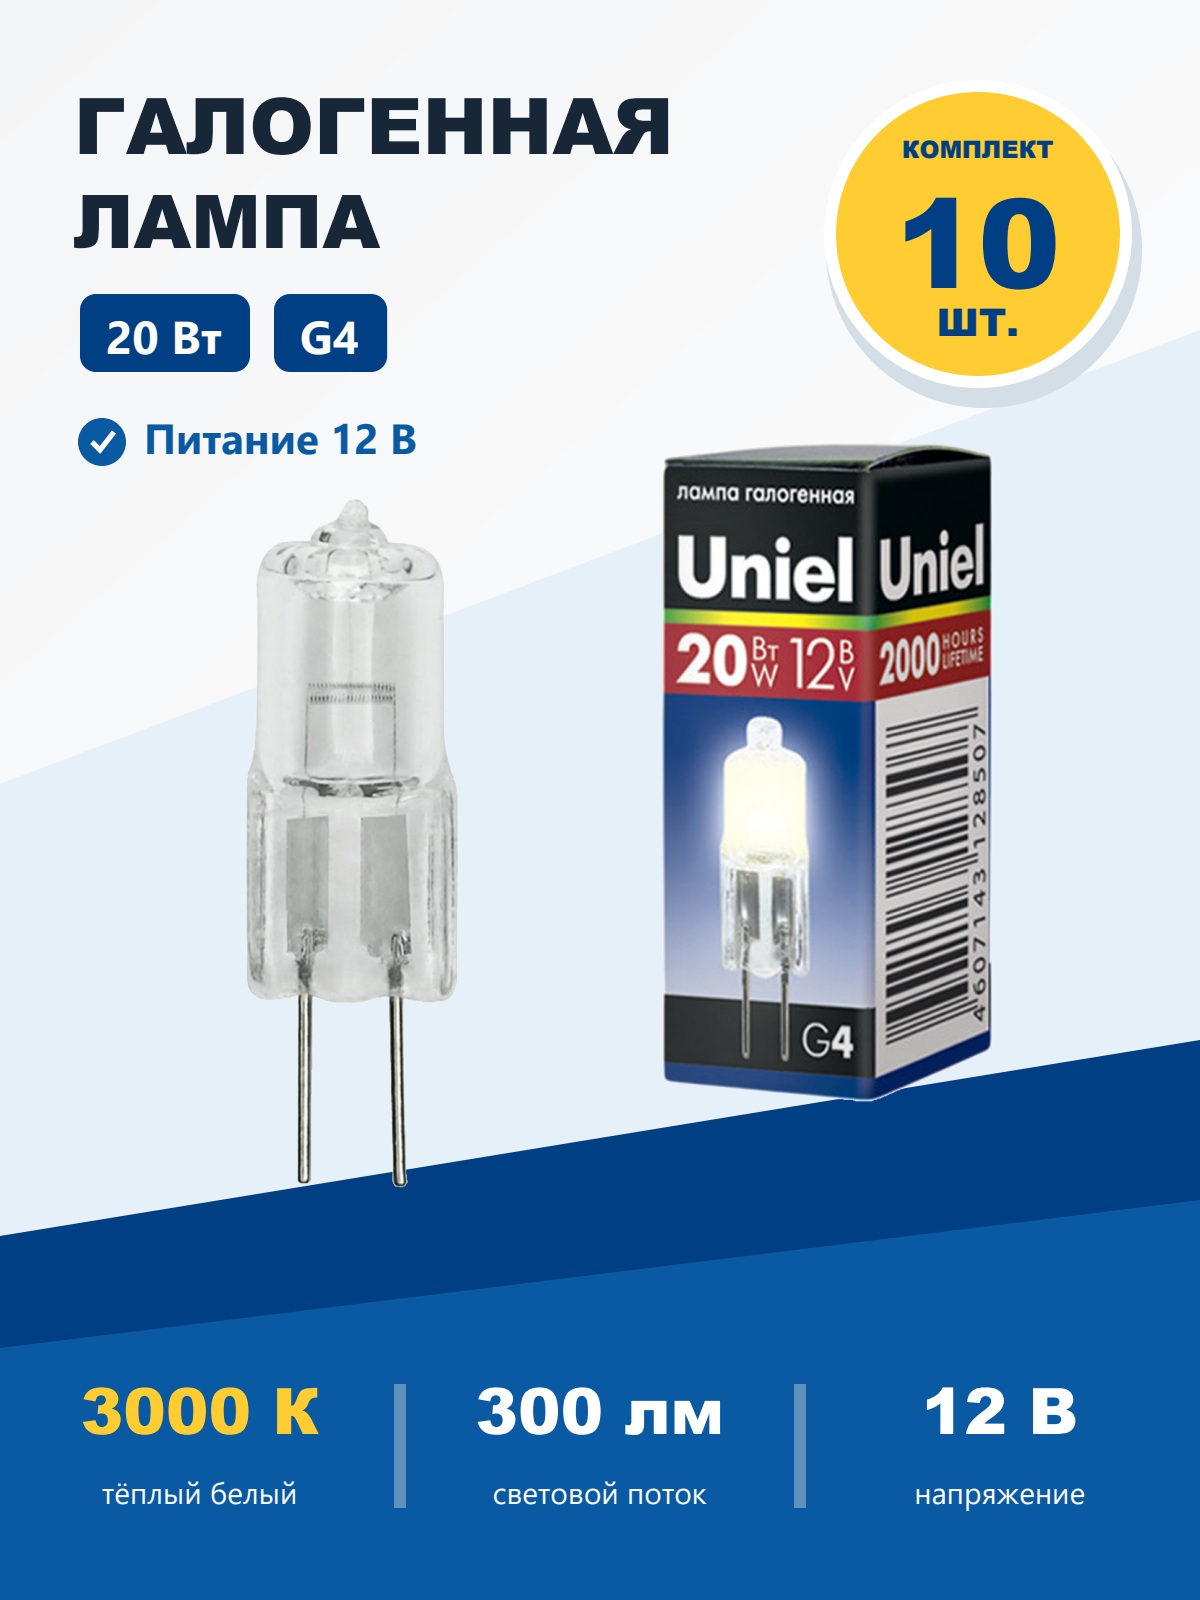 ГАЛОГЕННАЯ
ЛАМПА
КОМПЛЕКТ
10
ШТ.
20 Вт
G4
Питание 12 В
лампа галогенная
Uniel
20 Вт W 12 В V
G4
Uniel
2000 HOURS LIFETIME
4607143128507
3000 К
тёплый белый
300 лм
световой поток
12 В
напряжение